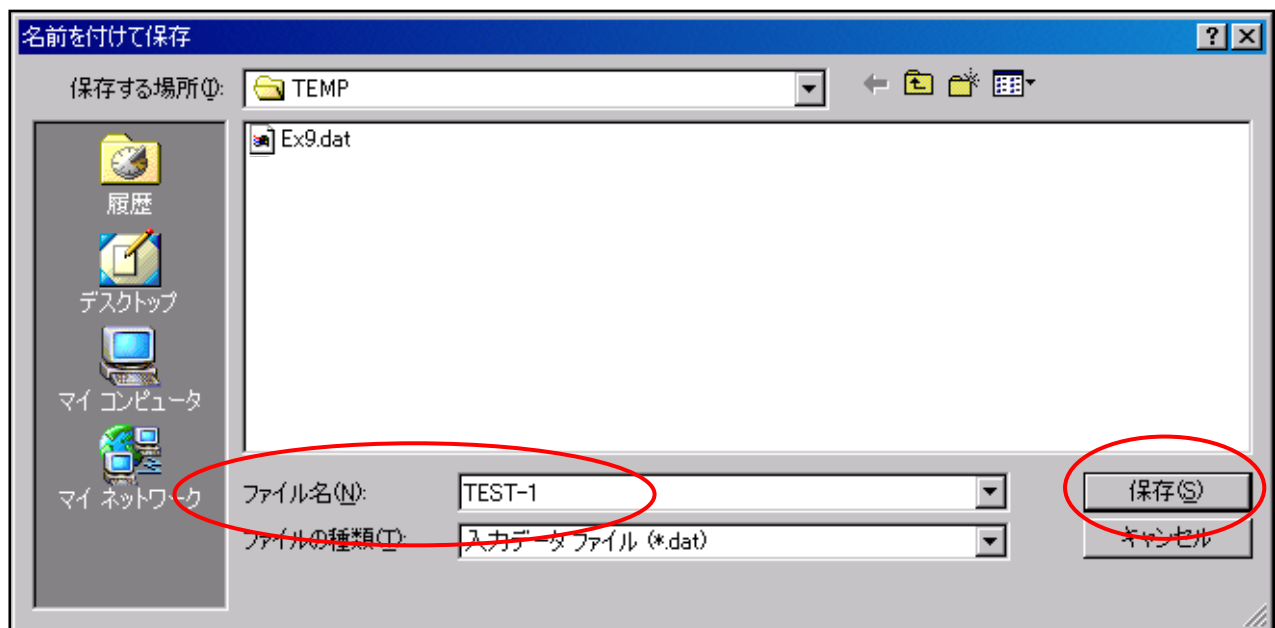 名前を付けて保存
保存する場所(I):
TEMP
Ex9.dat
履歴
デスクトップ
マイ コンピュータ
マイ ネットワーク
ファイル名(N):
TEST-1
保存(S)
ファイルの種類(T):
入力データ ファイル (*.dat)
キャンセル